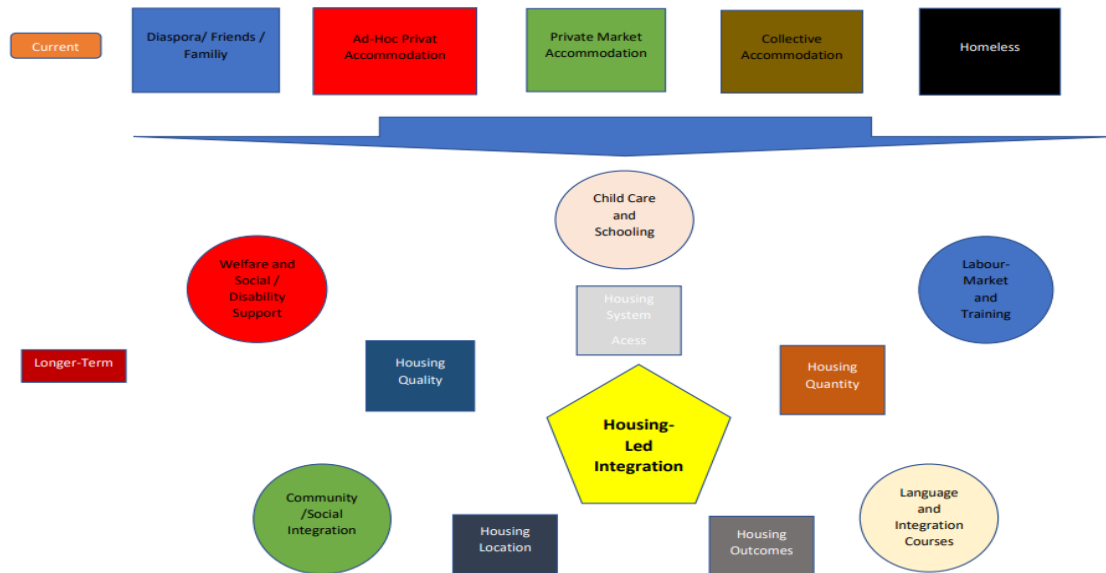 Current
Diaspora/ Friends /
Familiy
Ad-Hoc Privat
Accommodation
Private Market
Accommodation
Collective
Accommodation
Homeless
Child Care
and
Schooling
Welfare and
Social /
Disability
Support
Labour-
Market
and
Training
Housing
System
Acess
Longer-Term
Housing
Quality
Housing
Quantity
Housing-
Led
Integration
Community
/Social
Integration
Language
and
Integration
Courses
Housing
Location
Housing
Outcomes